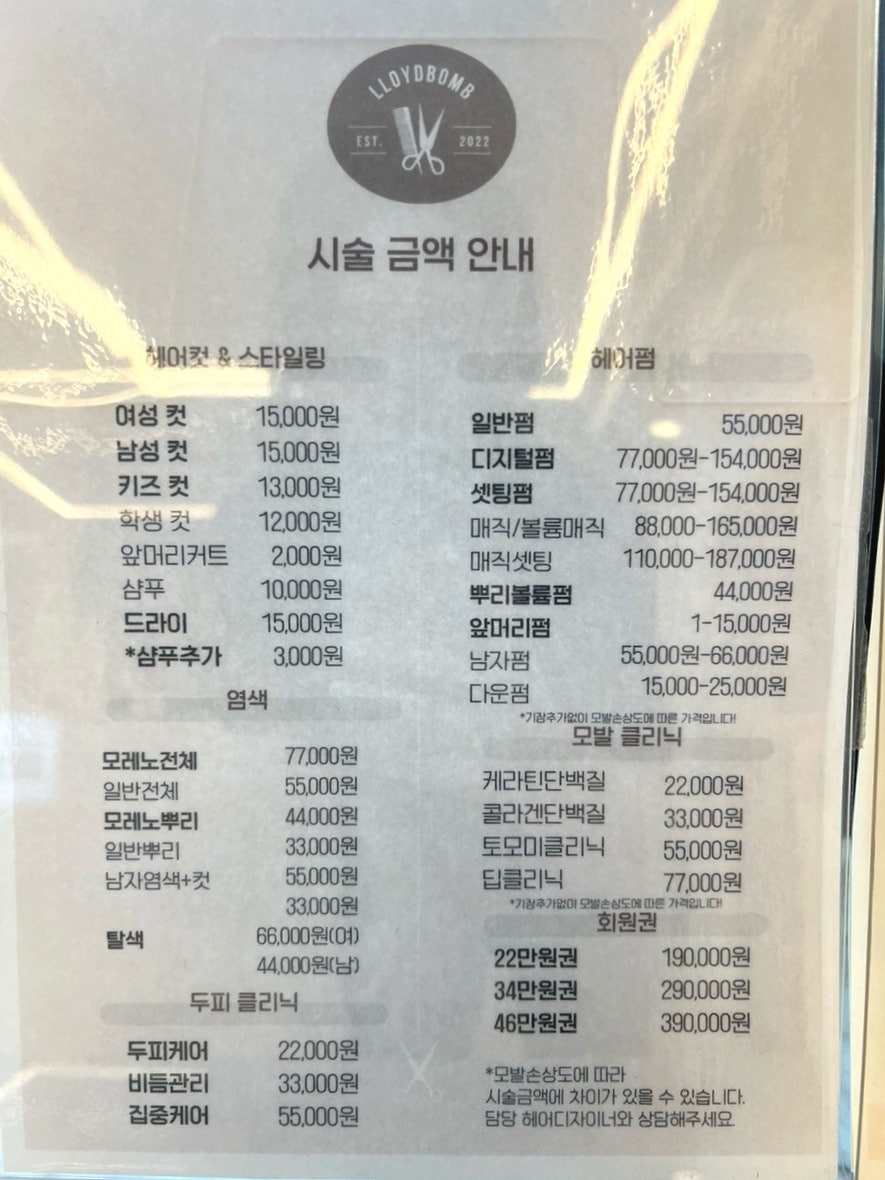 LLOYDBOMB
EST. 2022
시술 금액 안내
헤어컷 & 스타일링
여성 컷 15,000원
남성 컷 15,000원
키즈 컷 13,000원
학생 컷 12,000원
앞머리커트 2,000원
샴푸 10,000원
드라이 15,000원
*샴푸추가 3,000원
염색
모레노전체 77,000원
일반전체 55,000원
모레노뿌리 44,000원
일반뿌리 33,000원
남자염색+컷 55,000원
33,000원
탈색 66,000원(여)
44,000원(남)
두피 클리닉
두피케어 22,000원
비듬관리 33,000원
집중케어 55,000원
헤어펌
일반펌 55,000원
디지털펌 77,000원-154,000원
셋팅펌 77,000원-154,000원
매직/볼륨매직 88,000-165,000원
매직셋팅 110,000-187,000원
뿌리볼륨펌 44,000원
앞머리펌 1-15,000원
남자펌 55,000원-66,000원
다운펌 15,000-25,000원
*기장추가없이 모발손상도에 따른 가격입니다!
모발 클리닉
케라틴단백질 22,000원
콜라겐단백질 33,000원
토모미클리닉 55,000원
딥클리닉 77,000원
*기장추가없이 모발손상도에 따른 가격입니다!
회원권
22만원권 190,000원
34만원권 290,000원
46만원권 390,000원
*모발손상도에 따라
시술금액에 차이가 있을 수 있습니다.
담당 헤어디자이너와 상담해주세요.